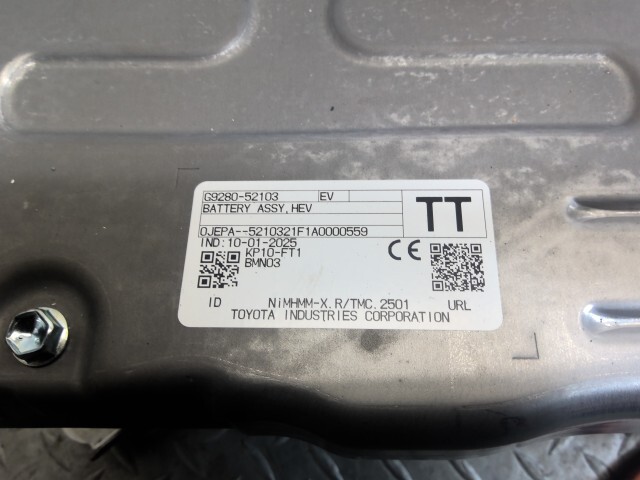 G9280-52103 EV
BATTERY ASSY, HEV
TT
0JEPA--5210321F1A0000559
IND:10-01-2025
KP10-FT1
BMN03
CE
ID NiMHMM-X.R/TMC.2501 URL
TOYOTA INDUSTRIES CORPORATION